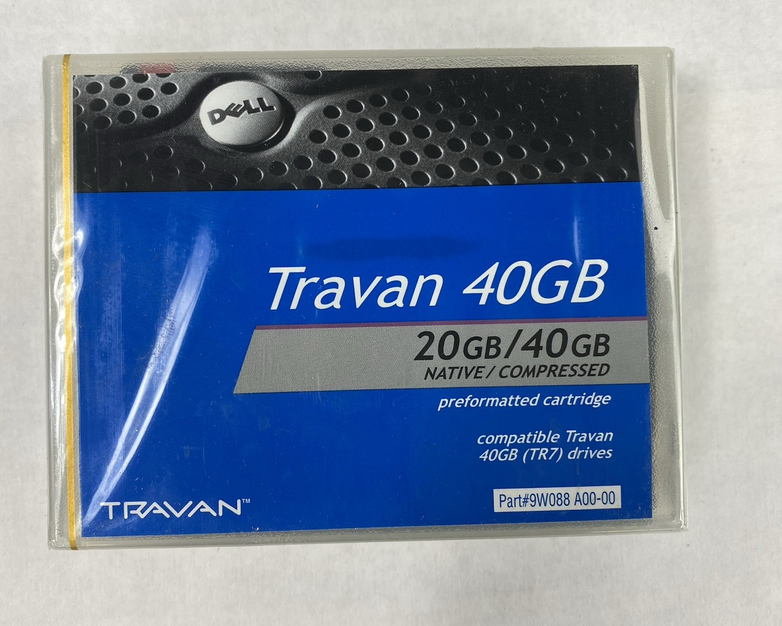 DELL
Travan 40GB
20GB/40GB
NATIVE / COMPRESSED
preformatted cartridge
compatible Travan
40GB (TR7) drives
Part#9W088 A00-00
TRAVAN™